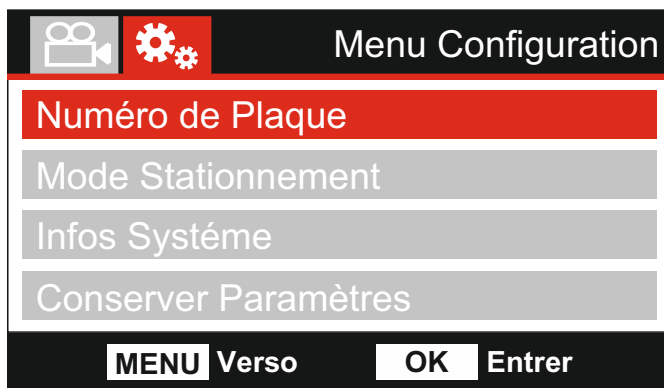 Menu Configuration
Numéro de Plaque
Mode Stationnement
Infos Systéme
Conserver Paramètres
MENU Verso OK Entrer